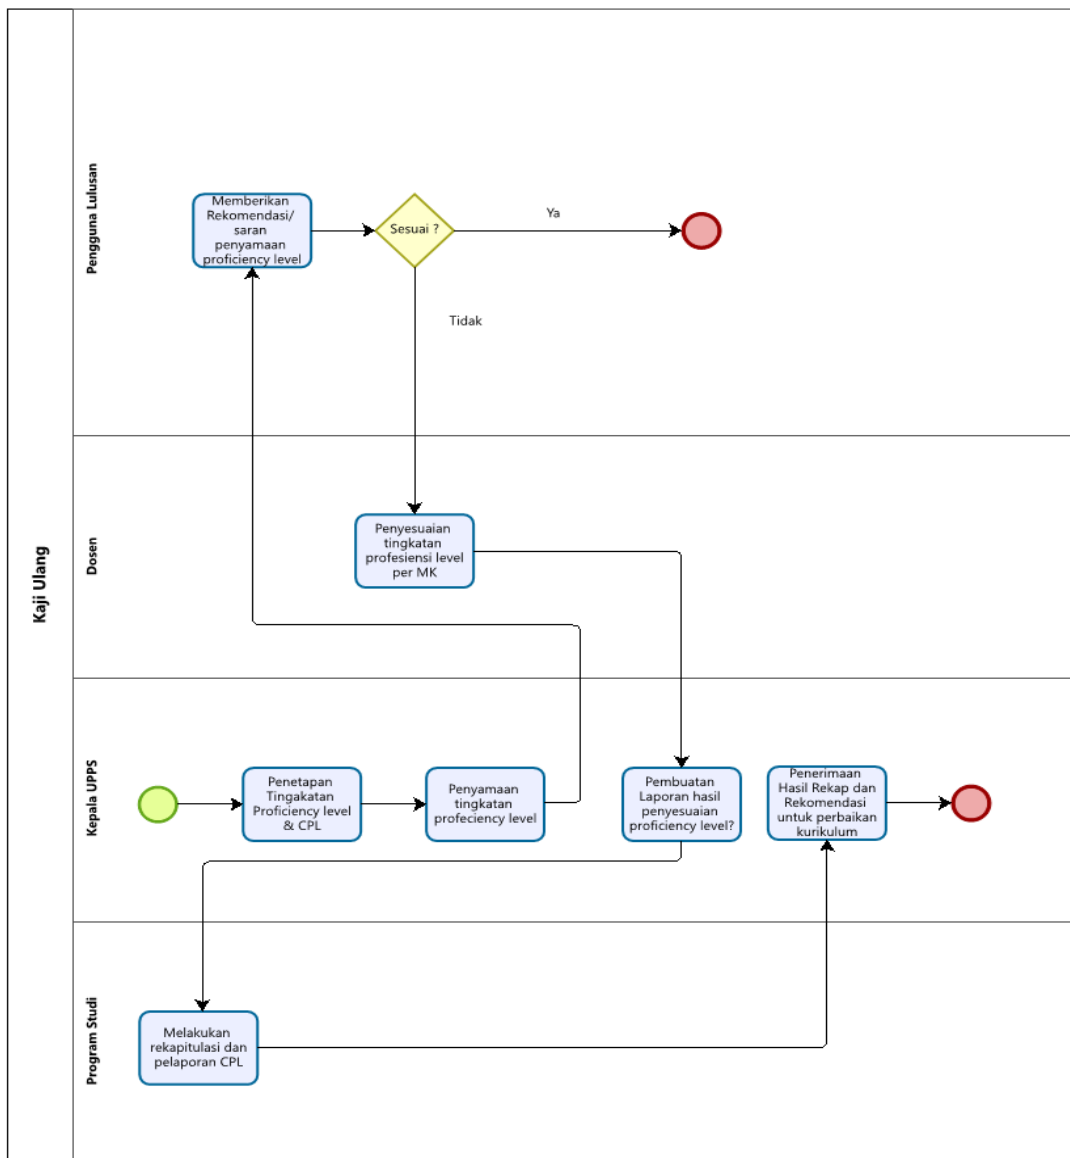 Kaji Ulang
Pengguna Lulusan
Memberikan
Rekomendasi/
saran
penyamaan
proficiency level
Sesuai ?
Ya
Tidak
Dosen
Penyesuaian
tingkatan
profesiensi level
per MK
Kepala UPPS
Penetapan
Tingakatan
Proficiency level
& CPL
Penyamaan
tingkatan
profeciency level
Pembuatan
Laporan hasil
penyesuaian
proficiency level?
Penerimaan
Hasil Rekap dan
Rekomendasi
untuk perbaikan
kurikulum
Program Studi
Melakukan
rekapitulasi dan
pelaporan CPL